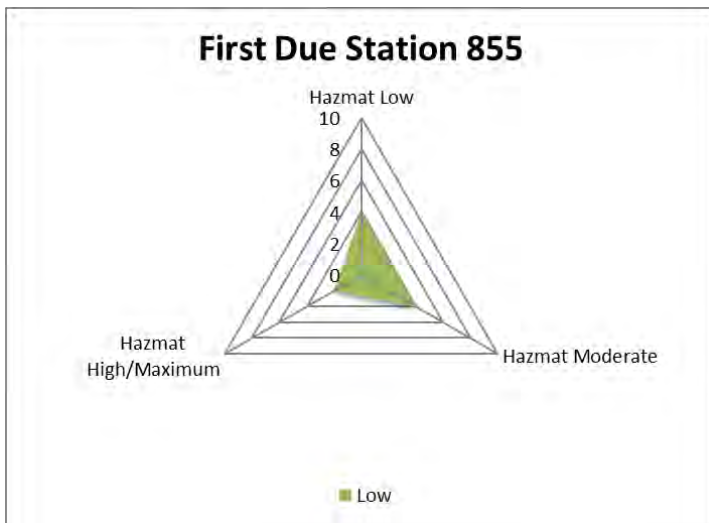 First Due Station 855
Hazmat Low
10
8
6
4
2
0
Hazmat
High/Maximum
Hazmat Moderate
Low